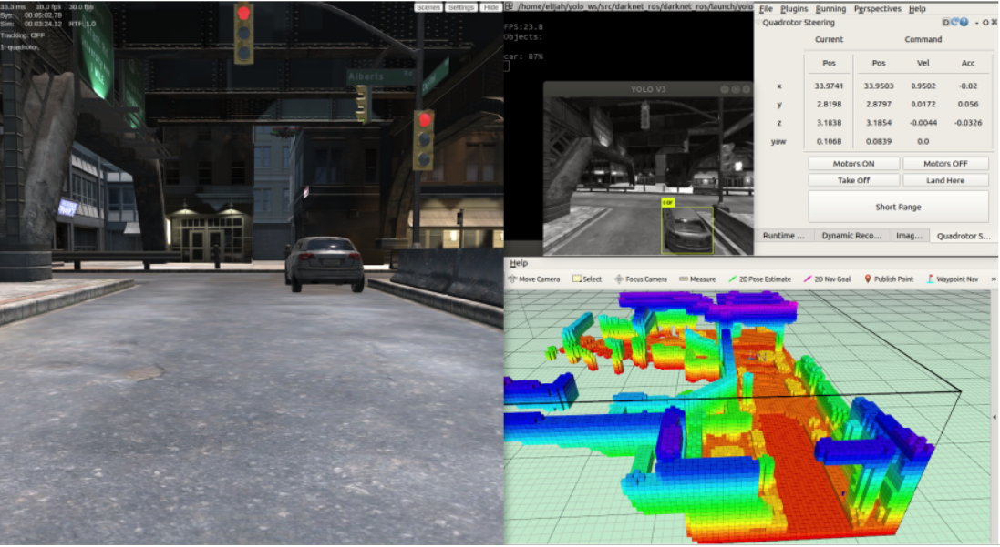 33.3 ms 30.0 fps 30.0 fps
Sys: 00:05:02.78
Sim: 00:03:24.12 RTF: 1.0
Tracking: OFF
1: quadrotor,
Scenes Settings Hide
Alberta
/home/elijah/yolo_ws/src/darknet_ros/darknet_ros/launch/yolo
FPS:23.8
Objects:
car: 87%
YOLO V3
car
File Plugins Running Perspectives Help
Quadrotor Steering
Current Command
Pos Pos Vel Acc
x 33.9741 33.9503 0.9502 -0.02
y 2.8198 2.8797 0.0172 0.056
z 3.1838 3.1854 -0.0044 -0.0326
yaw 0.1068 0.0839 0.0
Motors ON Motors OFF
Take Off Land Here
Short Range
Runtime ... Dynamic Reco... Imag... Quadrotor S...
Help
Move Camera Select Focus Camera Measure 2D Pose Estimate 2D Nav Goal Publish Point Waypoint Nav »